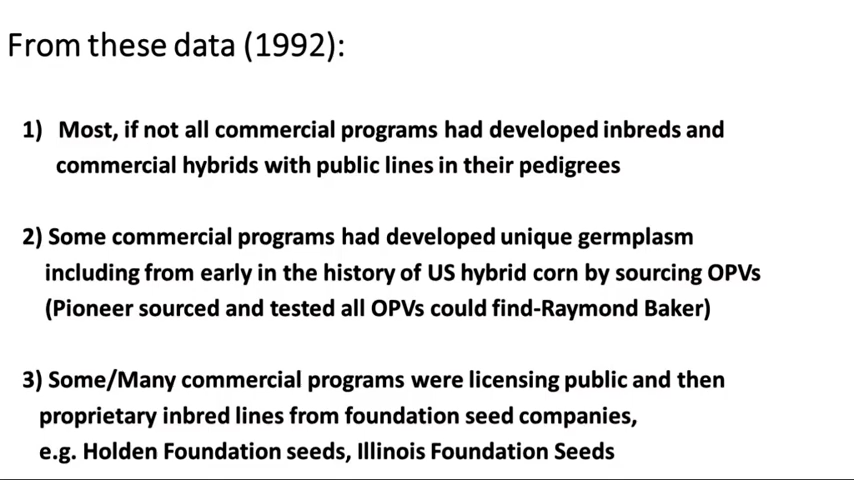 From these data (1992):
1) Most, if not all commercial programs had developed inbreds and
commercial hybrids with public lines in their pedigrees
2) Some commercial programs had developed unique germplasm
including from early in the history of US hybrid corn by sourcing OPVs
(Pioneer sourced and tested all OPVs could find-Raymond Baker)
3) Some/Many commercial programs were licensing public and then
proprietary inbred lines from foundation seed companies,
e.g. Holden Foundation seeds, Illinois Foundation Seeds